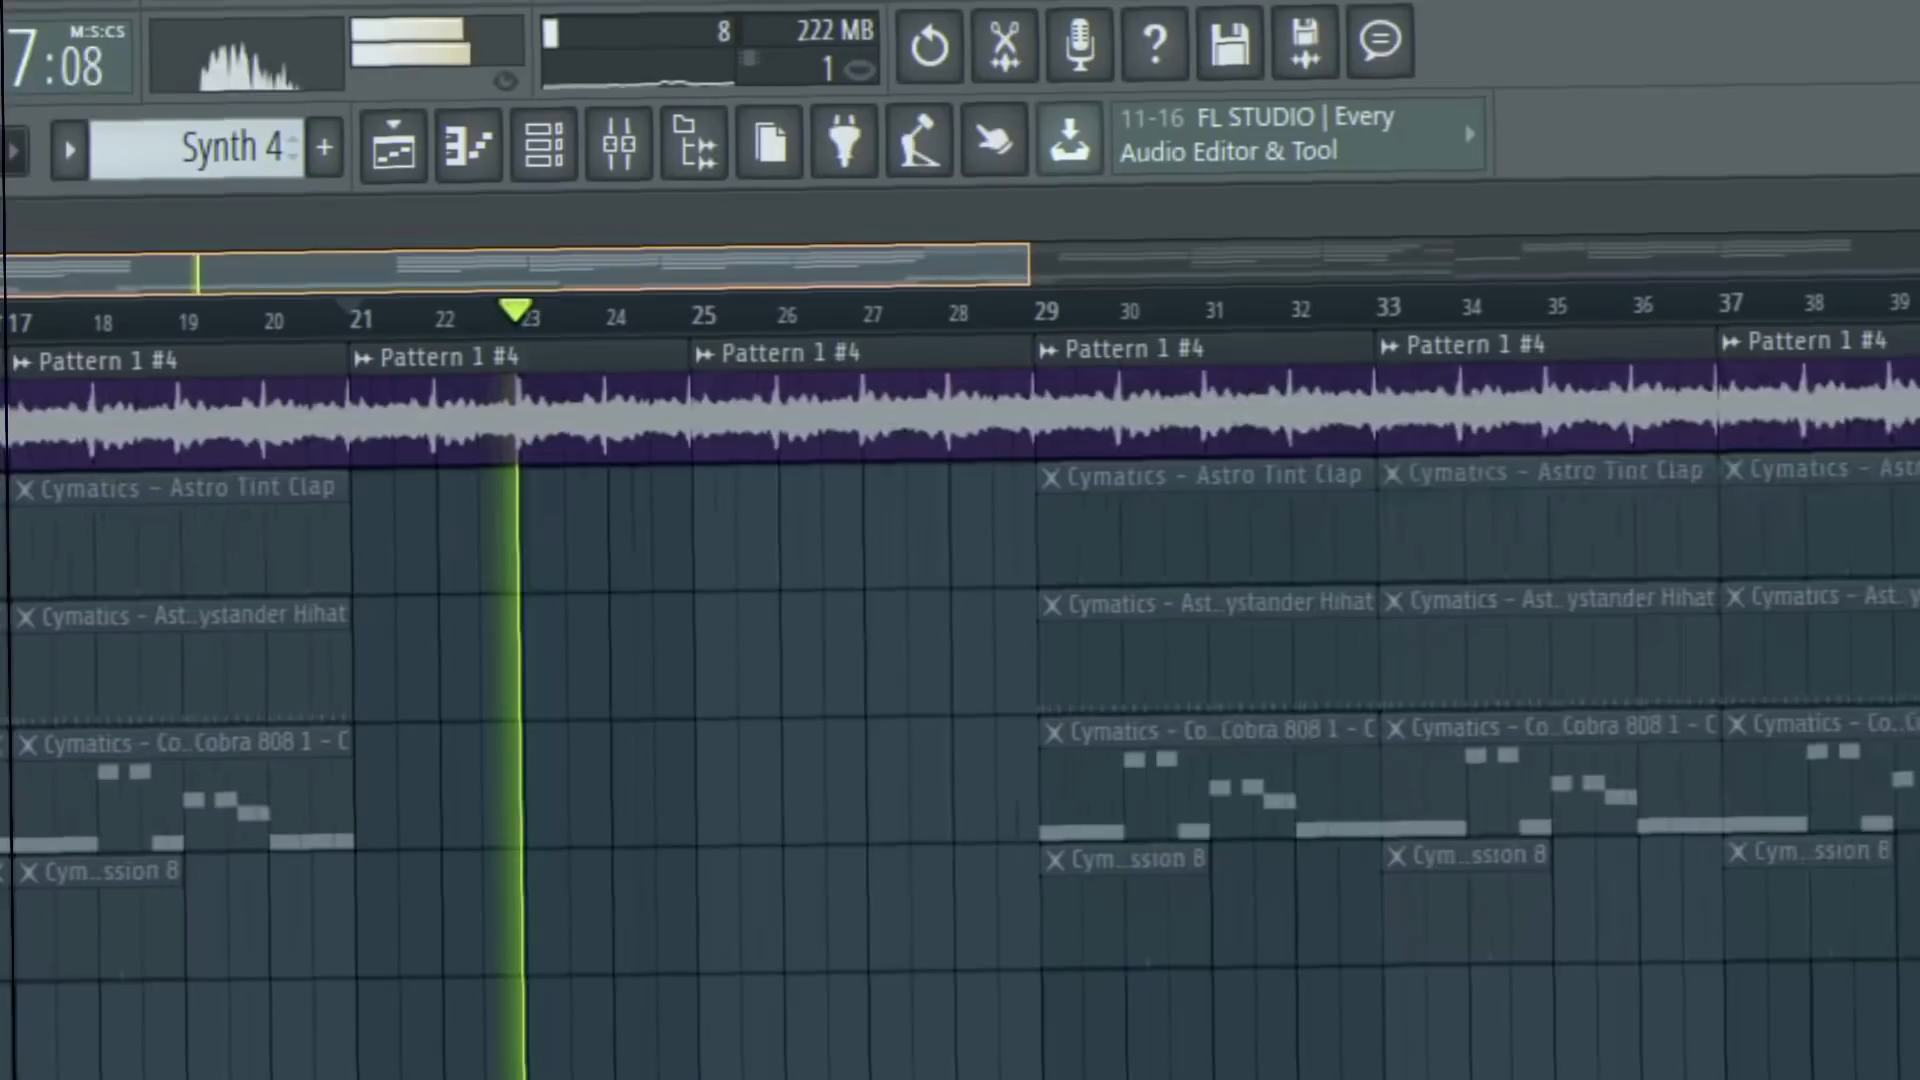 7:08
M:S:CS
8
222 MB
1
?
Synth 4
+
11-16 FL STUDIO | Every
Audio Editor & Tool
17 18 19 20 21 22 23 24 25 26 27 28 29 30 31 32 33 34 35 36 37 38 39
Pattern 1 #4 Pattern 1 #4 Pattern 1 #4 Pattern 1 #4 Pattern 1 #4 Pattern 1 #4
Cymatics - Astro Tint Clap Cymatics - Astro Tint Clap Cymatics - Astro Tint Clap Cymatics - Astr
Cymatics - Ast..ystander Hihat Cymatics - Ast..ystander Hihat Cymatics - Ast..ystander Hihat Cymatics - Ast..y
Cymatics - Co..Cobra 808 1 - C Cymatics - Co..Cobra 808 1 - C Cymatics - Co..Cobra 808 1 - C Cymatics - Co..C
Cym..ssion 8 Cym..ssion 8 Cym..ssion 8 Cym..ssion 8